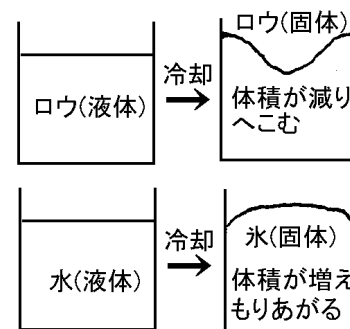 ロウ(固体)
冷却
ロウ(液体)
体積が減り
へこむ
冷却
氷(固体)
水(液体)
体積が増え
もりあがる